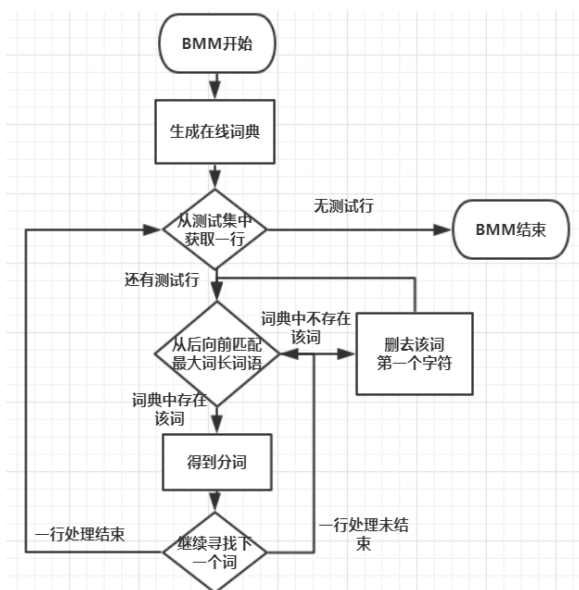 BMM开始
生成在线词典
从测试集中
获取一行
无测试行
BMM结束
还有测试行
从后向前匹配
最大词长词语
词典中不存在
该词
删去该词
第一个字符
词典中存在
该词
得到分词
一行处理结束
继续寻找下
一个词
一行处理未结
束